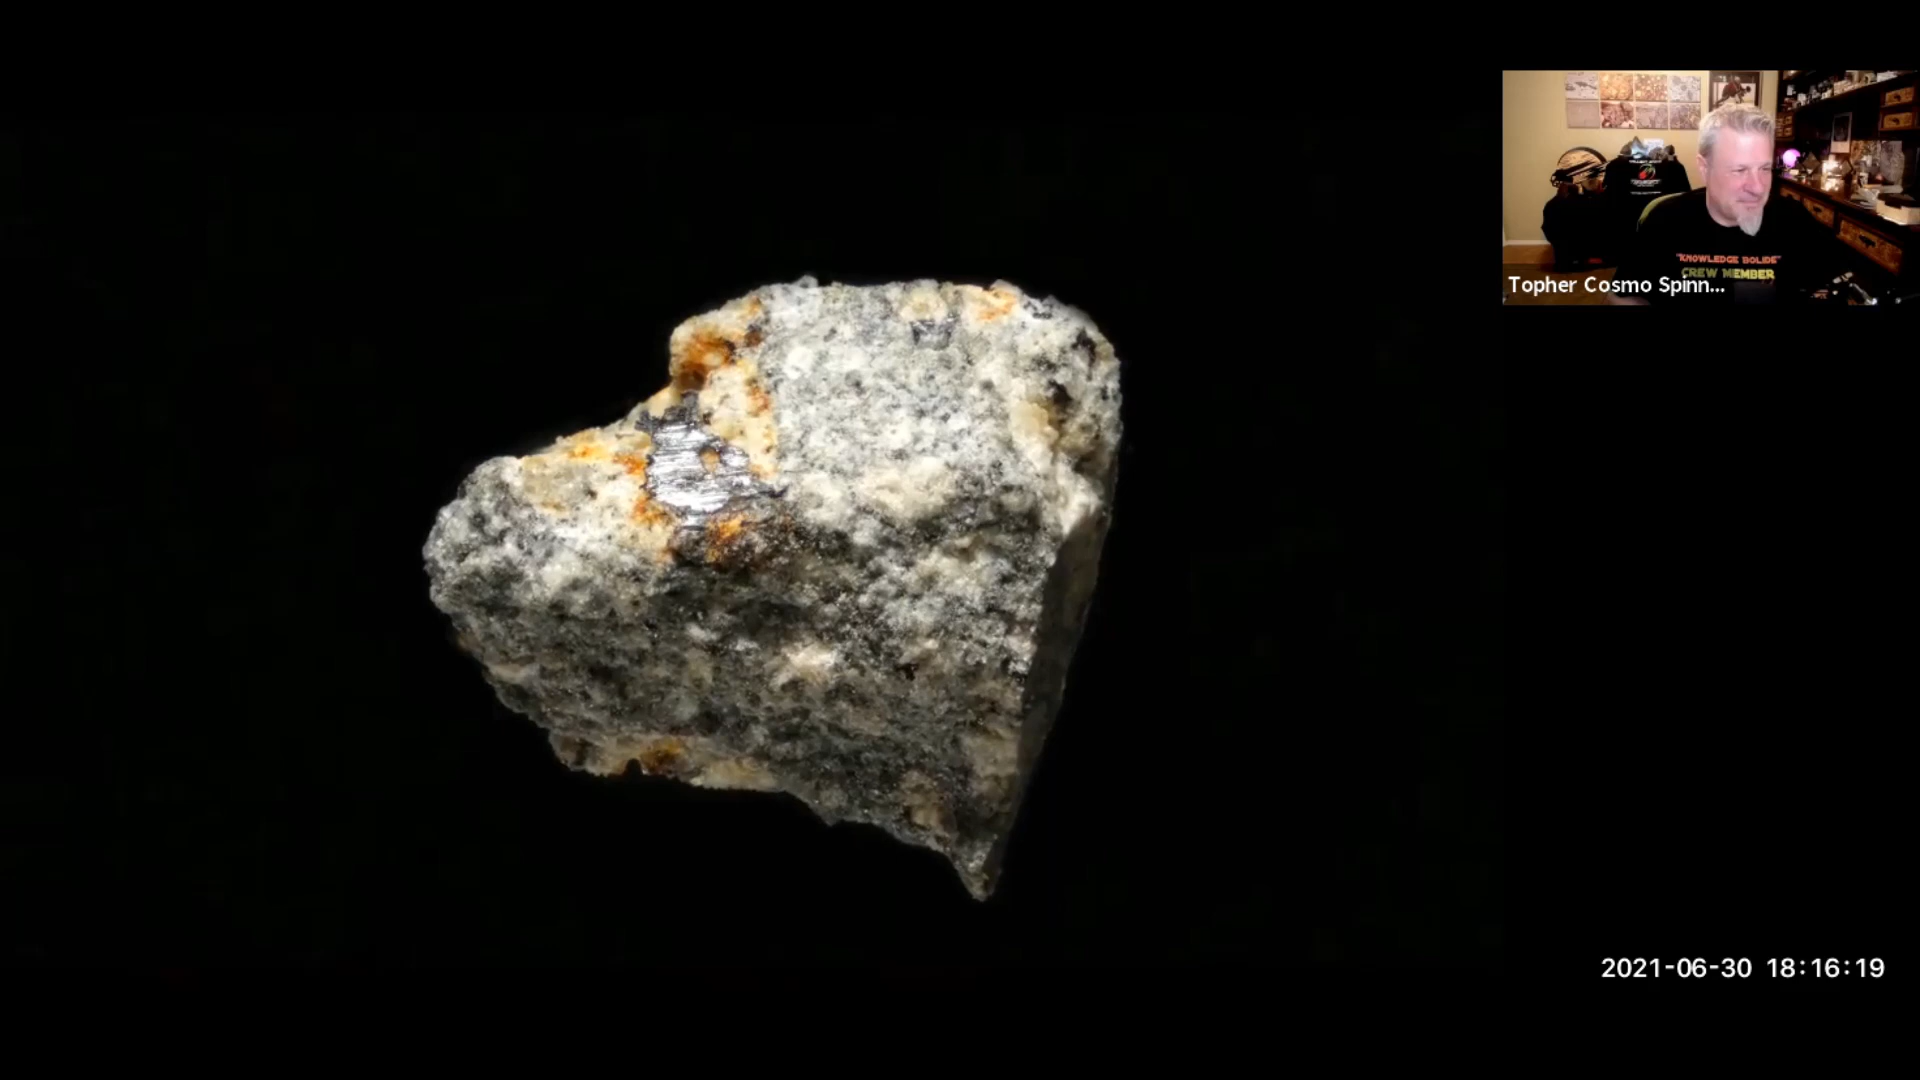 "KNOWLEDGE BOLIDE"
CREW MEMBER
Topher Cosmo Spinn...
2021-06-30 18:16:19